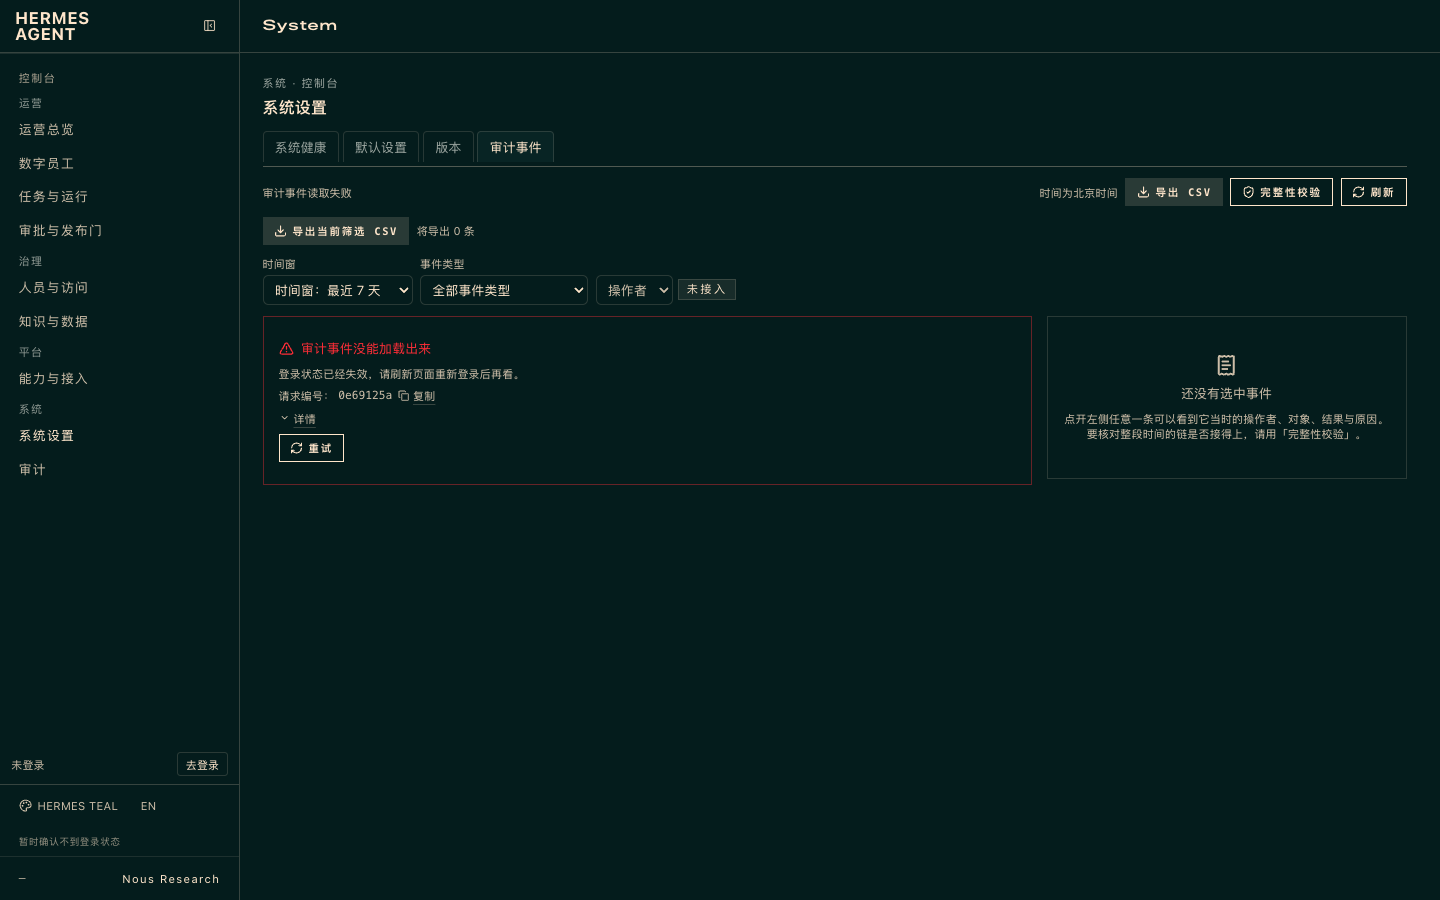 HERMES
AGENT
System
控制台
运营
运营总览
数字员工
任务与运行
审批与发布门
治理
人员与访问
知识与数据
平台
能力与接入
系统
系统设置
审计
未登录
去登录
HERMES TEAL
EN
暂时确认不到登录状态
—
Nous Research
系统 · 控制台
系统设置
系统健康
默认设置
版本
审计事件
审计事件读取失败
时间为北京时间
导出 CSV
完整性校验
刷新
导出当前筛选 CSV
将导出 0 条
时间窗
事件类型
时间窗：最近 7 天
全部事件类型
操作者
未接入
审计事件没能加载出来
登录状态已经失效，请刷新页面重新登录后再看。
请求编号： 0e69125a 复制
详情
重试
还没有选中事件
点开左侧任意一条可以看到它当时的操作者、对象、结果与原因。
要核对整段时间的链是否接得上，请用「完整性校验」。